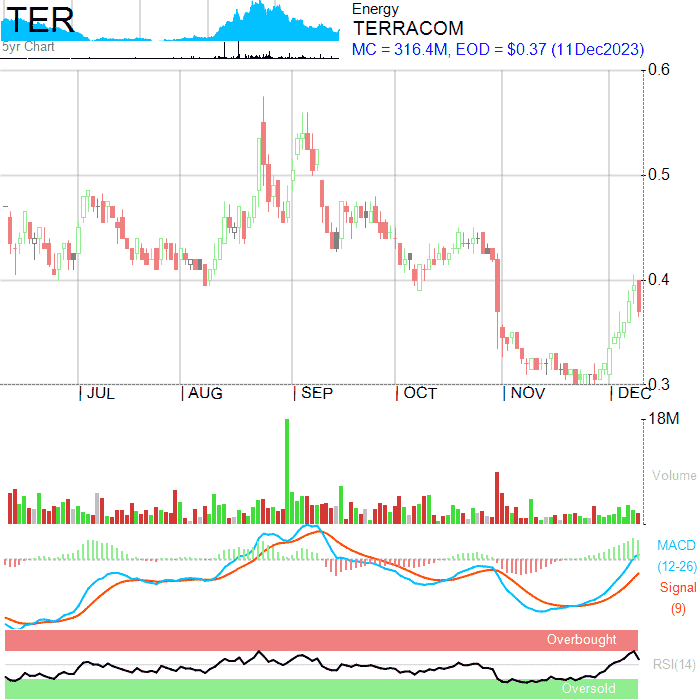 TER
5yr Chart
Energy
TERRACOM
MC = 316.4M, EOD = $0.37 (11Dec2023)
0.6
0.5
0.4
0.3
JUL AUG SEP OCT NOV DEC
18M
Volume
MACD
(12-26)
Signal
(9)
Overbought
RSI(14)
Oversold